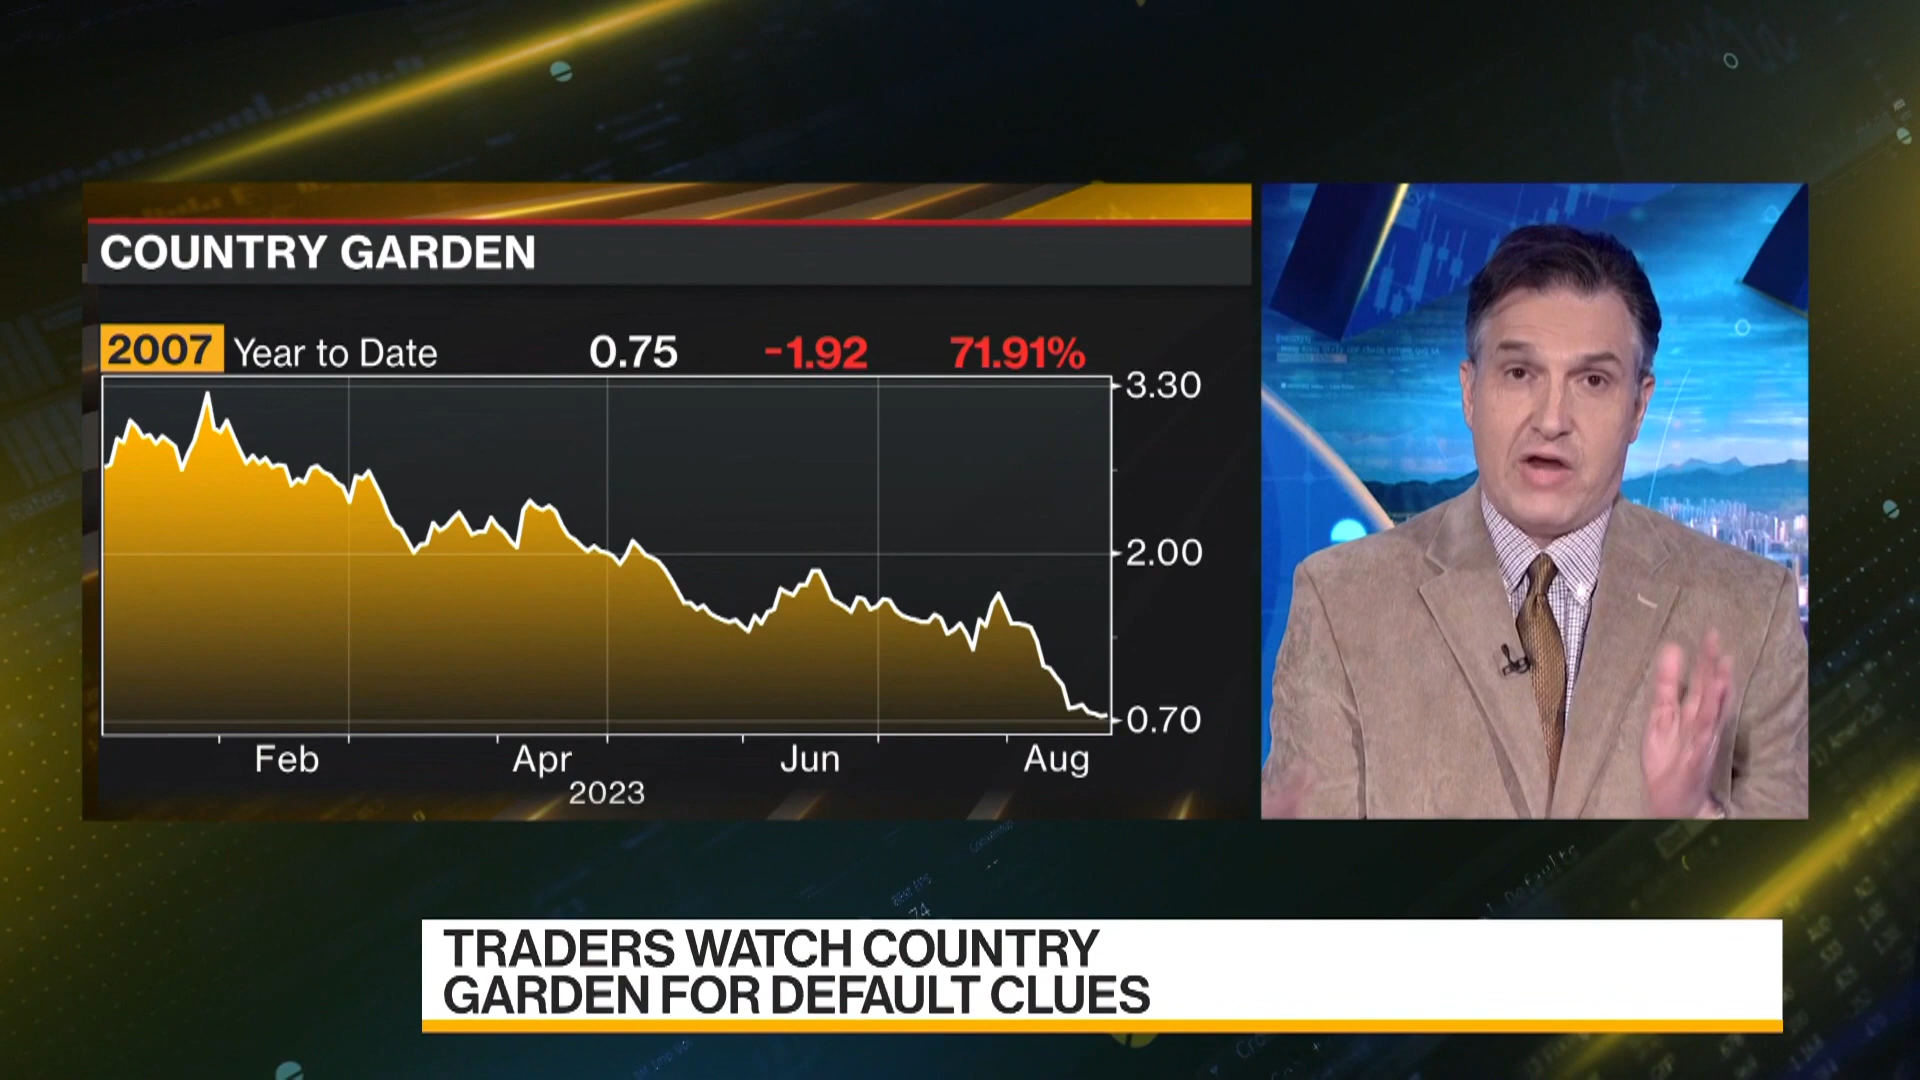 COUNTRY GARDEN
2007 Year to Date 0.75 -1.92 71.91%
3.30
2.00
0.70
Feb Apr Jun Aug
2023
TRADERS WATCH COUNTRY
GARDEN FOR DEFAULT CLUES